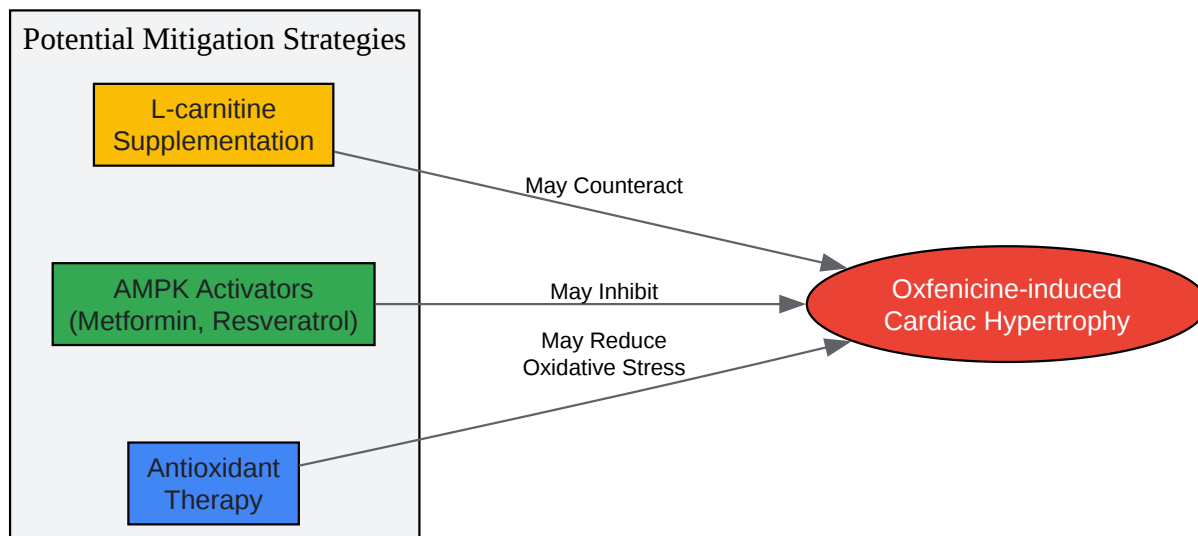 Potential Mitigation Strategies
L-carnitine
Supplementation
May Counteract
AMPK Activators
(Metformin, Resveratrol)
May Inhibit
Oxfenicine-induced
Cardiac Hypertrophy
May Reduce
Oxidative Stress
Antioxidant
Therapy